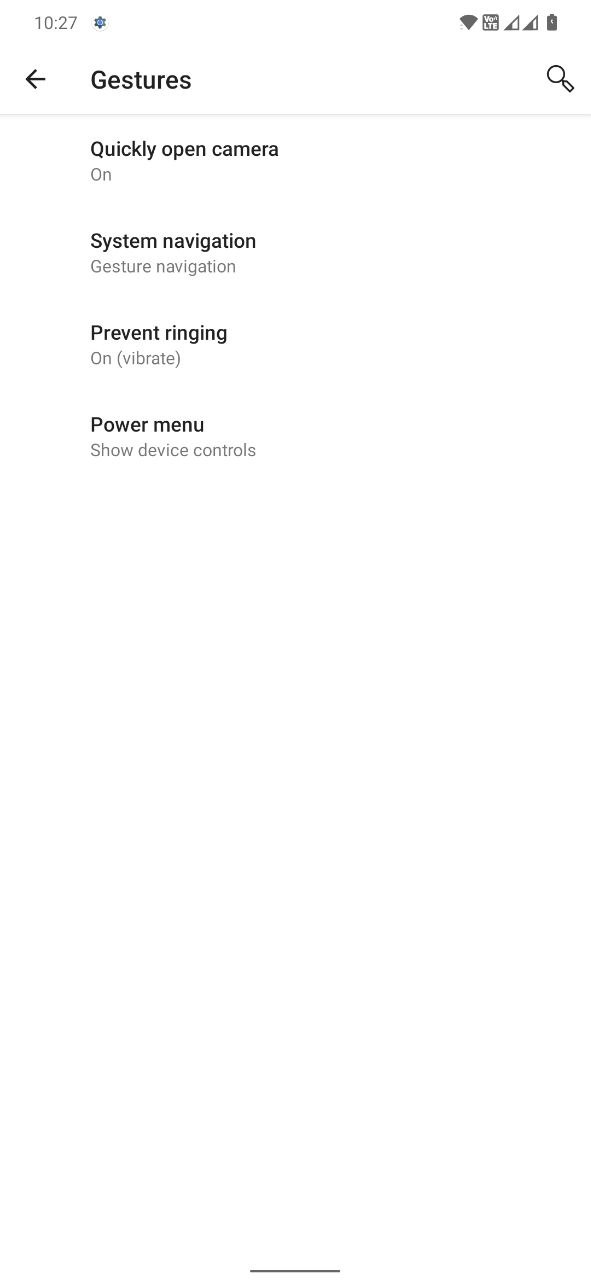 10:27
Vo LTE
Gestures
Quickly open camera
On
System navigation
Gesture navigation
Prevent ringing
On (vibrate)
Power menu
Show device controls